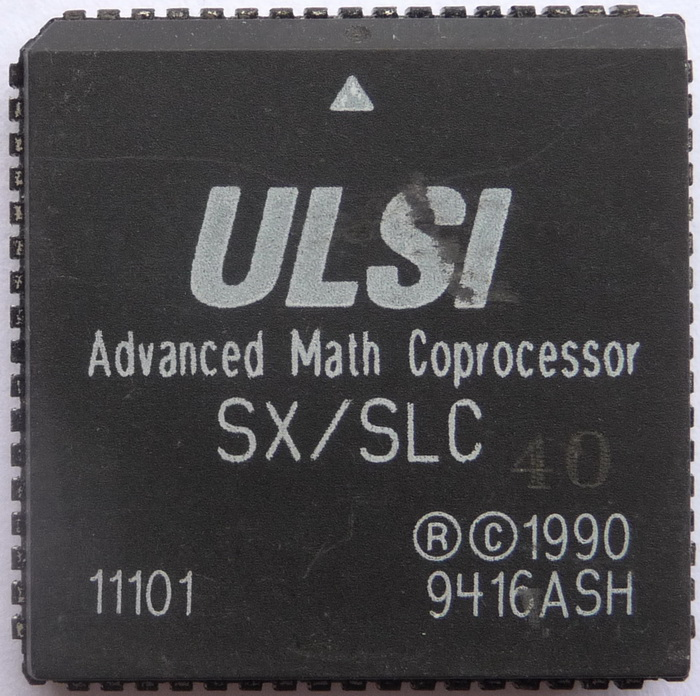 ULSI
Advanced Math Coprocessor
SX/SLC
40
®©1990
11101 9416ASH